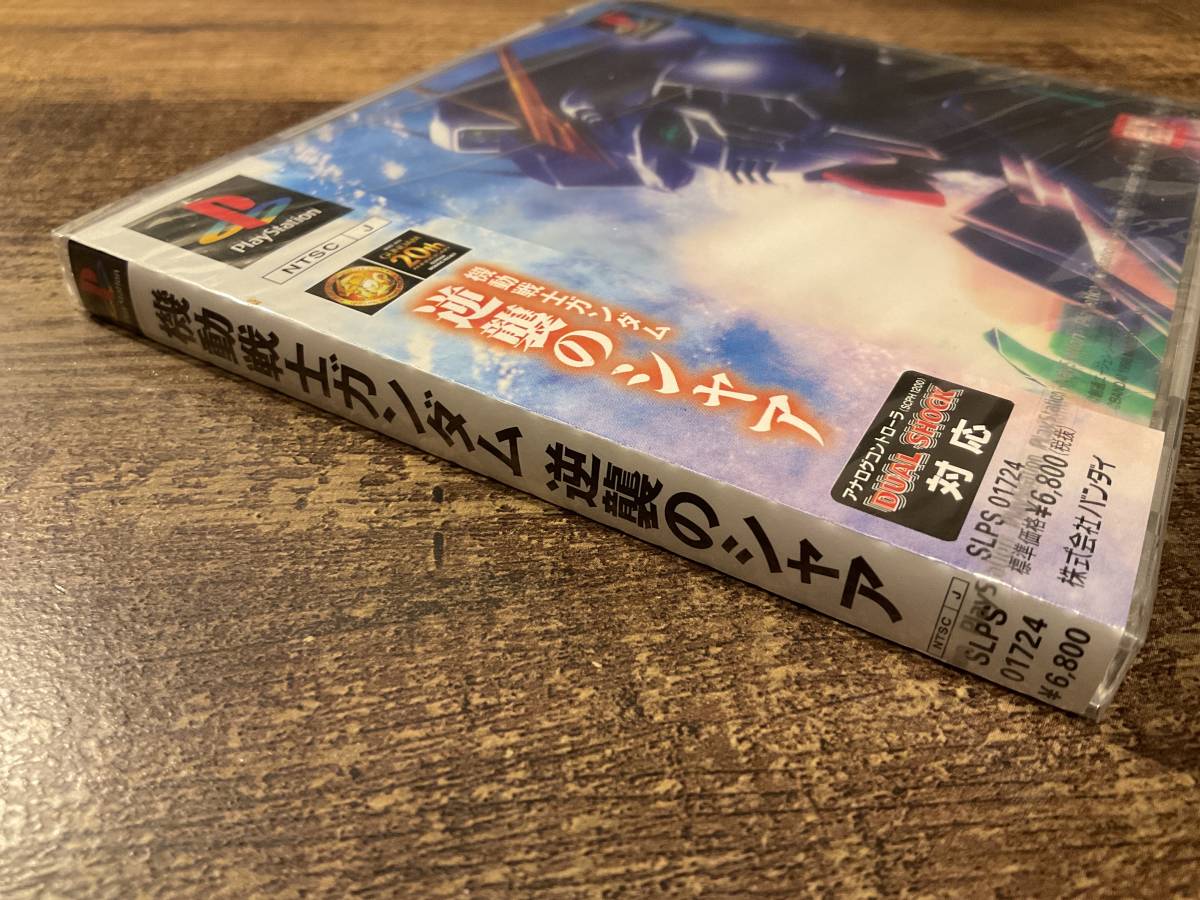 PlayStation
NTSC J
20th
機動戦士ガンダム
逆襲のシャア
アナログコントローラ(SCPH1200)
DUAL SHOCK
対応
SLPS 01724
標準価格¥6,800(税抜)
株式会社バンダイ
機動戦士ガンダム 逆襲のシャア
NTSC J
SLPS
01724
¥6,800